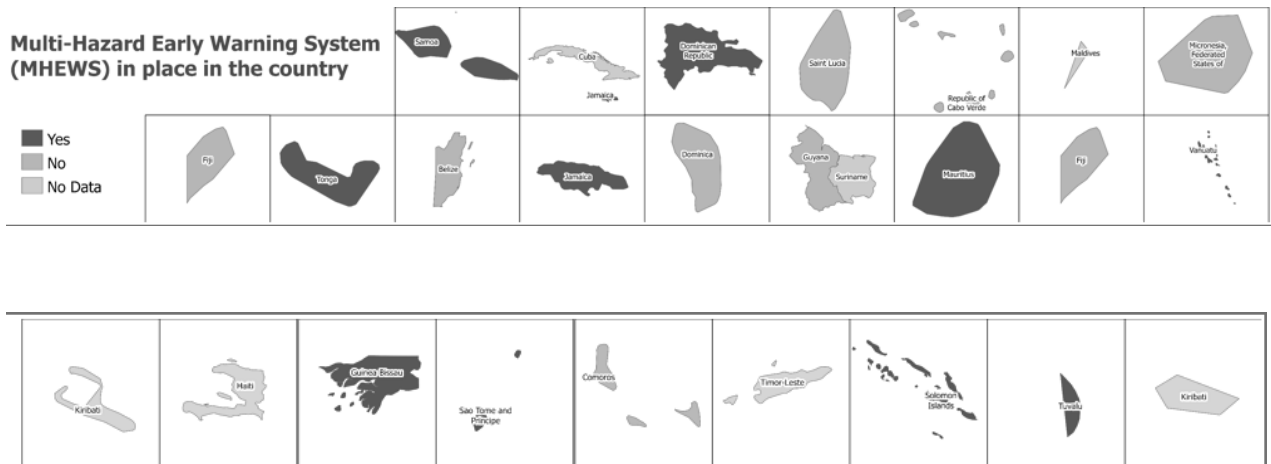 Multi-Hazard Early Warning System
(MHEWS) in place in the country
Yes
No
No Data
Samoa
Cuba
Jamaica
Dominican
Republic
Saint Lucia
Republic of
Cabo Verde
Maldives
Micronesia,
Federated
States of
Fiji
Tonga
Belize
Jamaica
Dominica
Guyana
Suriname
Mauritius
Fiji
Vanuatu
Kiribati
Haiti
Guinea Bissau
Sao Tome and
Principe
Comoros
Timor-Leste
Solomon
Islands
Tuvalu
Kiribati